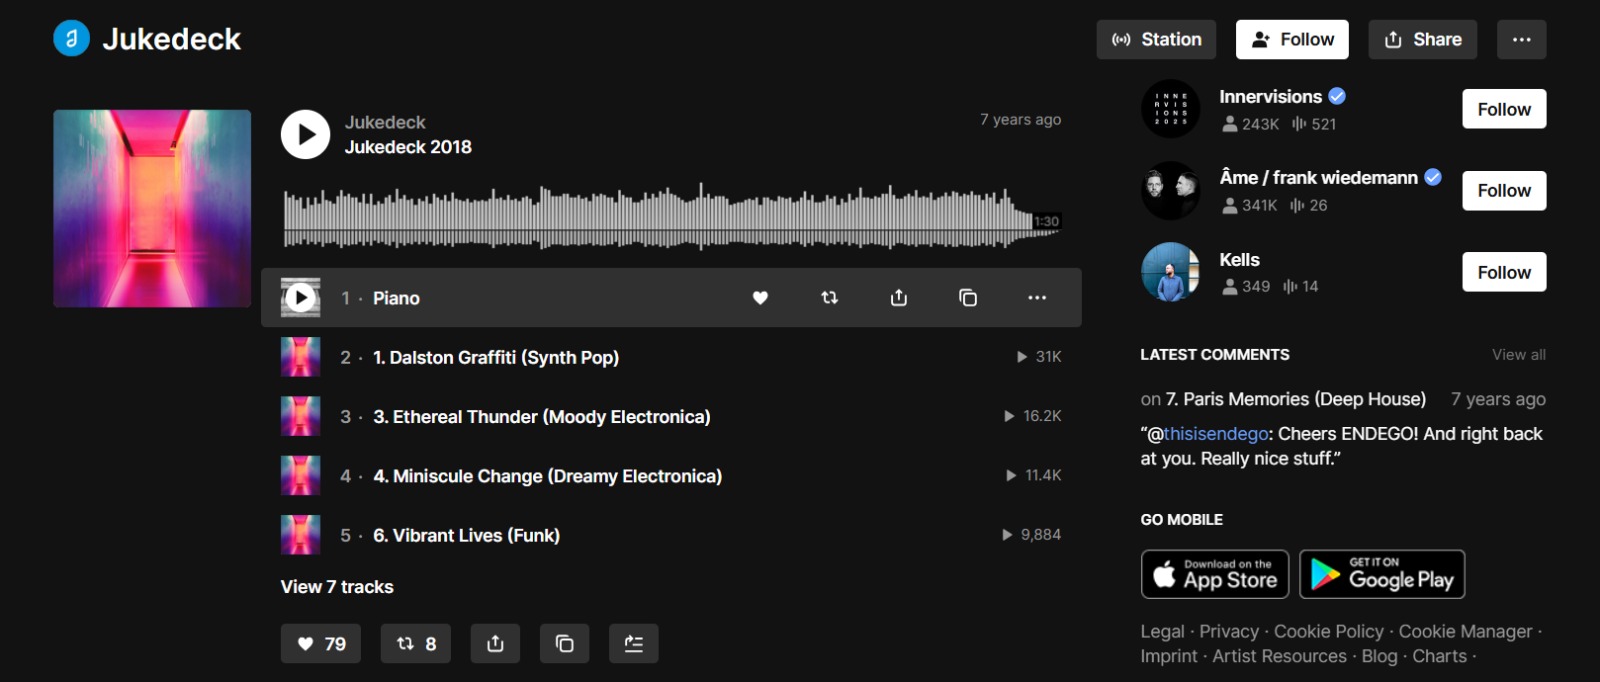 Jukedeck
Station
Follow
Share
Jukedeck
7 years ago
Jukedeck 2018
1:30
1 · Piano
2 · 1. Dalston Graffiti (Synth Pop) 31K
3 · 3. Ethereal Thunder (Moody Electronica) 16.2K
4 · 4. Miniscule Change (Dreamy Electronica) 11.4K
5 · 6. Vibrant Lives (Funk) 9,884
View 7 tracks
79
8
INNE
RVIS
IONS
2025
Innervisions
243K 521
Follow
Âme / frank wiedemann
341K 26
Follow
Kells
349 14
Follow
LATEST COMMENTS View all
on 7. Paris Memories (Deep House) 7 years ago
“@thisisendego: Cheers ENDEGO! And right back
at you. Really nice stuff.”
GO MOBILE
Download on the
App Store
GET IT ON
Google Play
Legal · Privacy · Cookie Policy · Cookie Manager ·
Imprint · Artist Resources · Blog · Charts ·